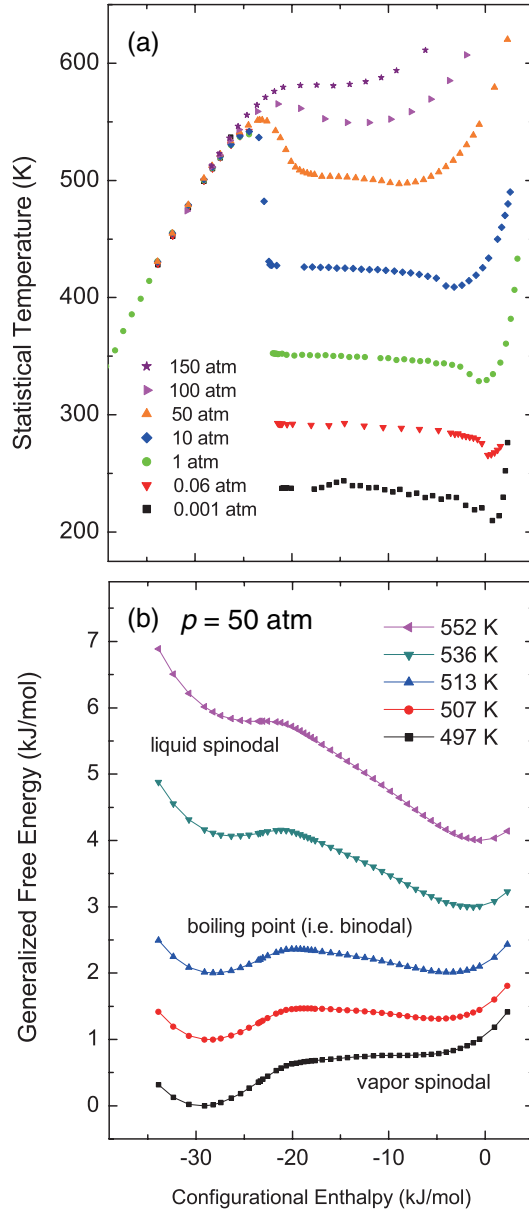 (a)
600
500
400
300
200
Statistical Temperature (K)
150 atm
100 atm
50 atm
10 atm
1 atm
0.06 atm
0.001 atm
(b)
p = 50 atm
7
6
5
4
3
2
1
0
Generalized Free Energy (kJ/mol)
552 K
536 K
513 K
507 K
497 K
liquid spinodal
boiling point (i.e. binodal)
vapor spinodal
-30
-20
-10
0
Configurational Enthalpy (kJ/mol)